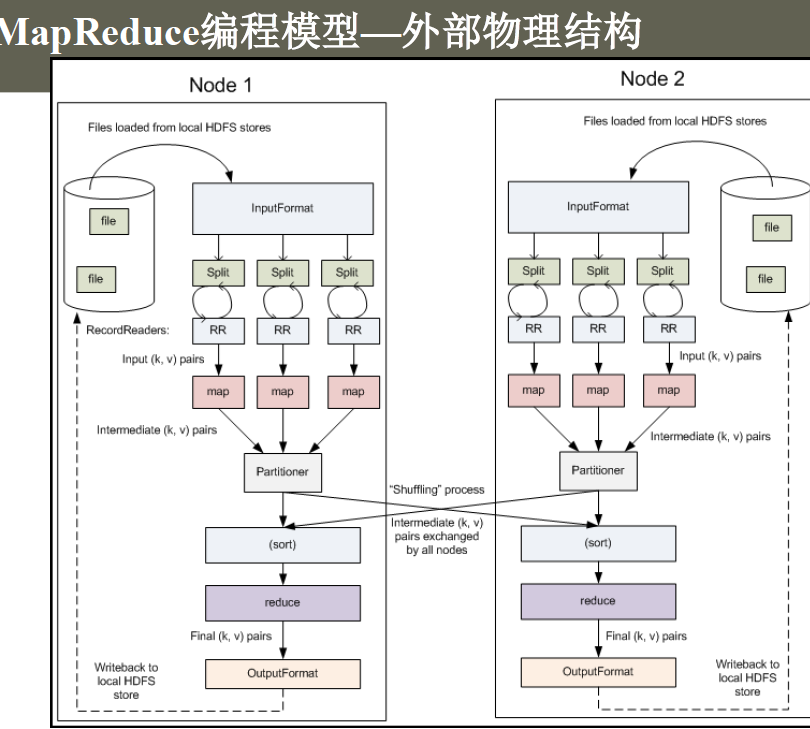 MapReduce编程模型—外部物理结构
Node 1
Files loaded from local HDFS stores
file
file
InputFormat
Split
Split
Split
RecordReaders:
RR
RR
RR
Input (k, v) pairs
map
map
map
Intermediate (k, v) pairs
Partitioner
(sort)
reduce
Final (k, v) pairs
OutputFormat
Writeback to
local HDFS
store
"Shuffling" process
Intermediate (k, v)
pairs exchanged
by all nodes
Node 2
Files loaded from local HDFS stores
InputFormat
file
file
Split
Split
Split
RR
RR
RR
Input (k, v) pairs
map
map
map
Intermediate (k, v) pairs
Partitioner
(sort)
reduce
Final (k, v) pairs
OutputFormat
Writeback to
local HDFS
store